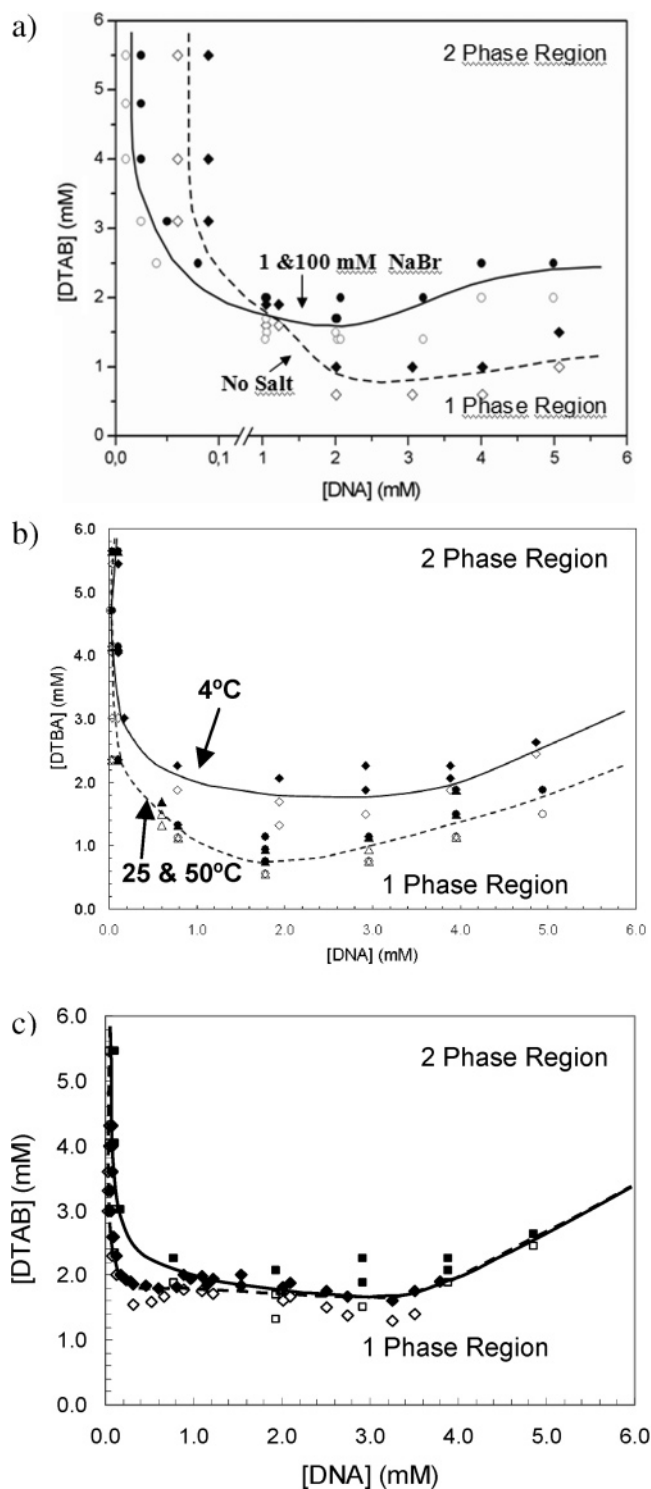 a)
6
2 Phase Region
5
4
[DTAB] (mM)
3
1 &100 mM NaBr
2
1
No Salt
1 Phase Region
0
0,0
0,1
1
2
3
4
5
6
[DNA] (mM)
b)
6.0
2 Phase Region
5.0
4.0
4ºC
[DTBA] (mM)
3.0
2.0
1.0
25 & 50ºC
1 Phase Region
0.0
0.0
1.0
2.0
3.0
4.0
5.0
6.0
[DNA] (mM)
c)
6.0
2 Phase Region
5.0
4.0
[DTAB] (mM)
3.0
2.0
1.0
1 Phase Region
0.0
0.0
1.0
2.0
3.0
4.0
5.0
6.0
[DNA] (mM)